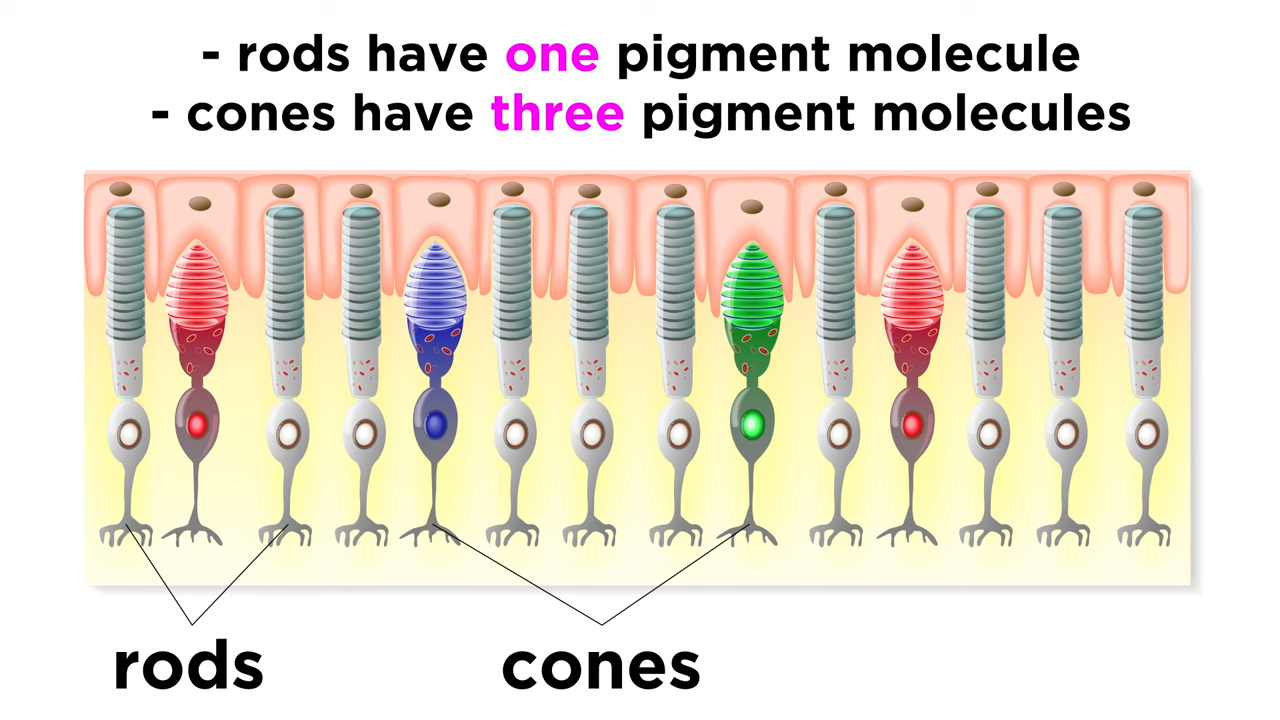 - rods have one pigment molecule
- cones have three pigment molecules
rods
cones